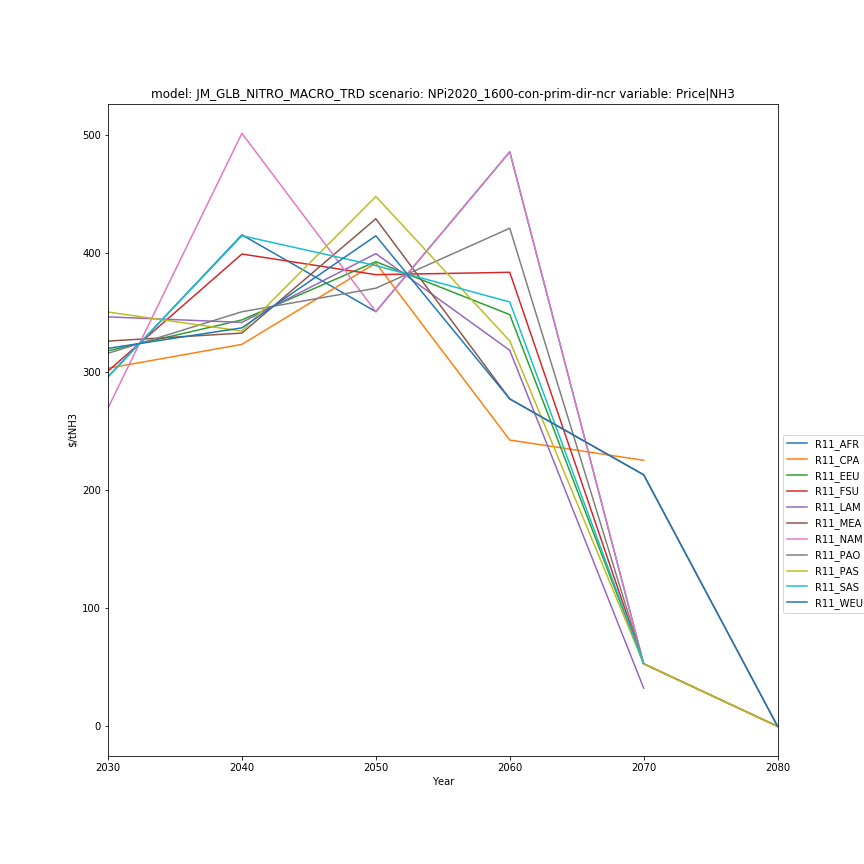 model: JM_GLB_NITRO_MACRO_TRD scenario: NPi2020_1600-con-prim-dir-ncr variable: Price|NH3
500
400
300
200
100
0
$/tNH3
2030 2040 2050 2060 2070 2080
Year
R11_AFR
R11_CPA
R11_EEU
R11_FSU
R11_LAM
R11_MEA
R11_NAM
R11_PAO
R11_PAS
R11_SAS
R11_WEU